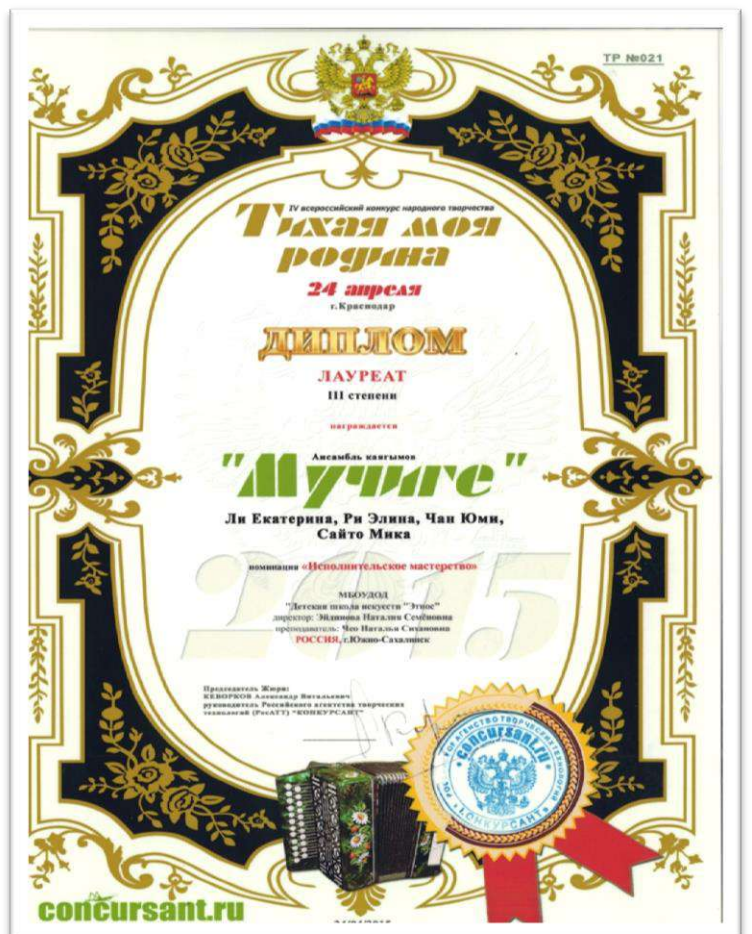 ТР №021
IV всероссийский конкурс народного творчества
Тихая моя
родина
24 апреля
г.Краснодар
ДИПЛОМ
ЛАУРЕАТ
III степени
награждается
Ансамбль каягымов
"Мучиге"
Ли Екатерина, Ри Элина, Чан Юми,
Сайто Мика
номинация «Исполнительское мастерство»
2015
МБОУДОД
"Детская школа искусств "Этнос"
директор: Эйдинова Наталия Семёновна
преподаватель: Чео Наталья Сихановна
РОССИЯ, г.Южно-Сахалинск
Председатель Жюри:
КЕВОРКОВ Александр Витальевич
руководитель Российского агентства творческих
технологий (РосАТТ) "КОНКУРСАНТ"
concursant.ru
КОНКУРСАНТ
concursant.ru